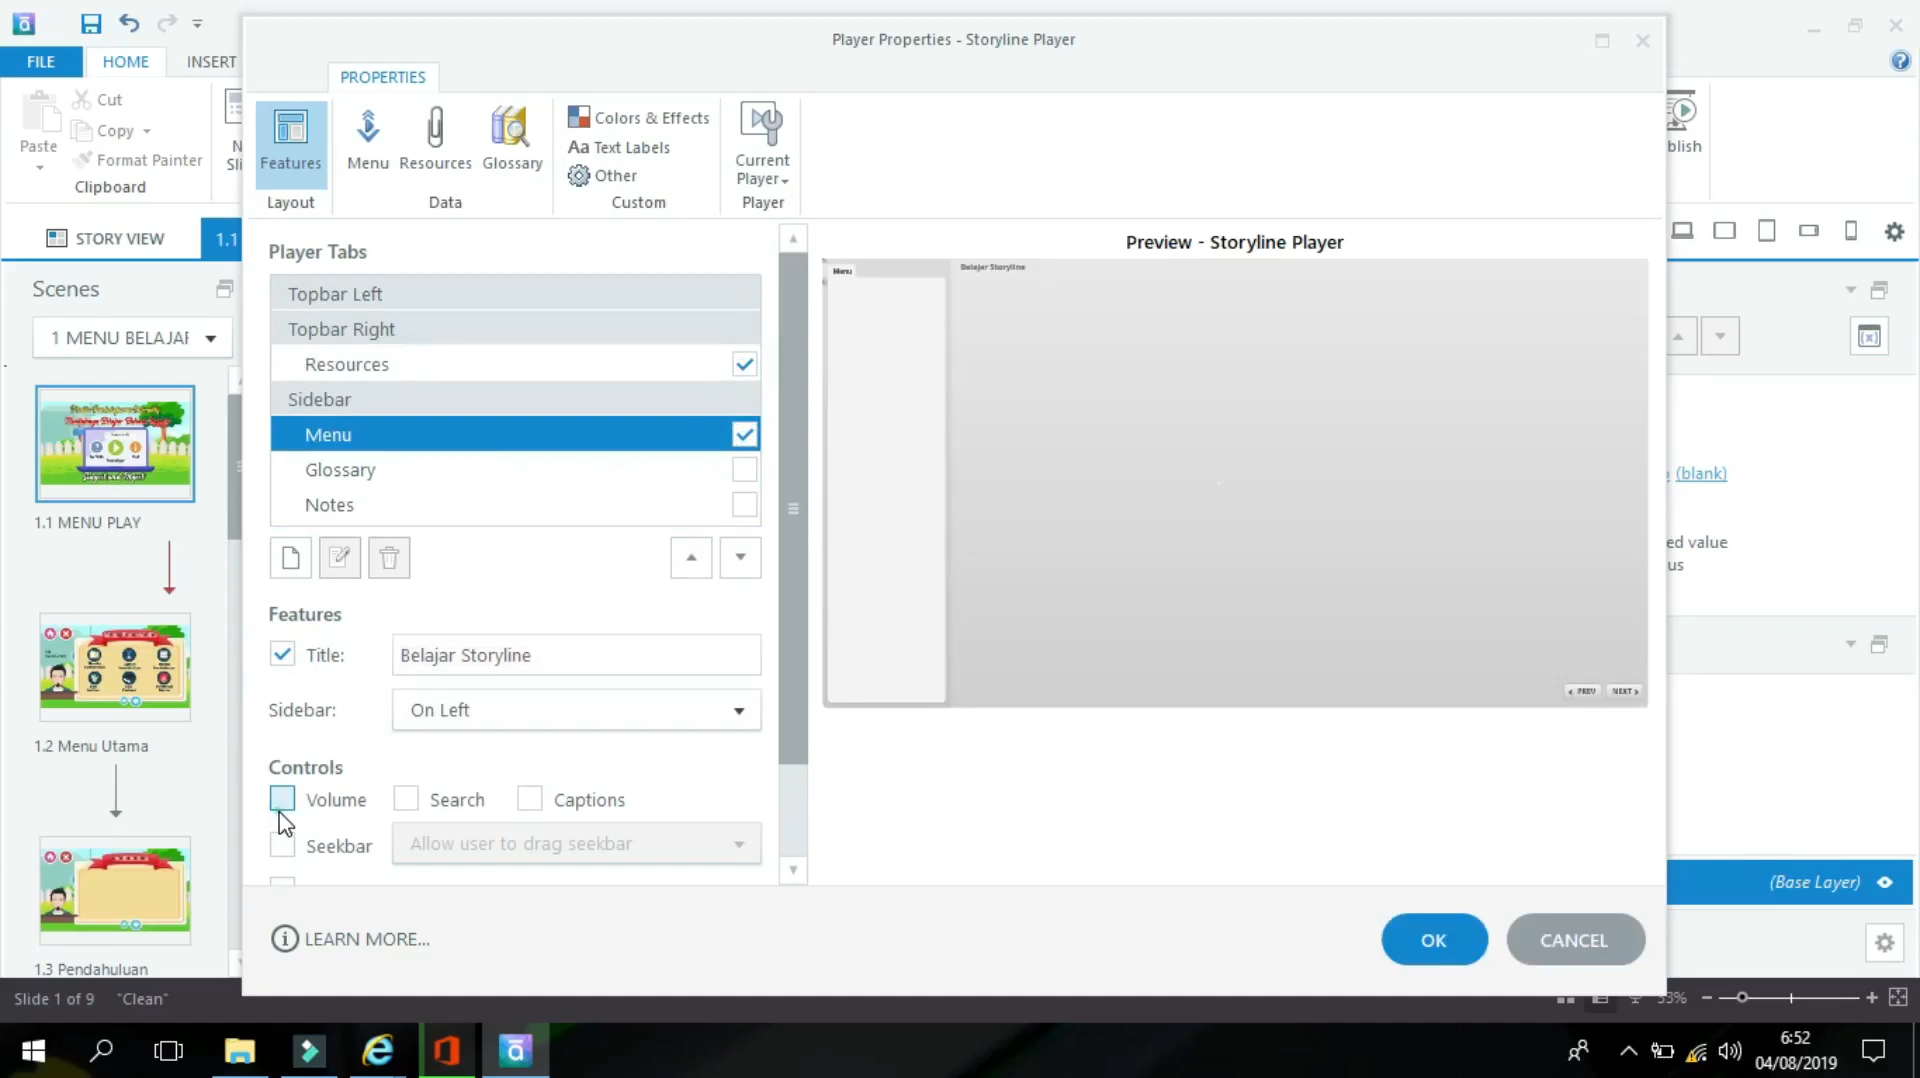 Player Properties - Storyline Player
FILE
HOME
INSERT
PROPERTIES
Cut
Copy
Format Painter
Paste
Clipboard
Features
Layout
Menu
Resources
Glossary
Data
Colors & Effects
Aa Text Labels
Other
Custom
Current
Player
Player
blish
STORY VIEW
1.1
Scenes
1 MENU BELAJAR
1.1 MENU PLAY
1.2 Menu Utama
1.3 Pendahuluan
Player Tabs
Topbar Left
Topbar Right
Resources
Sidebar
Menu
Glossary
Notes
Features
Title:
Belajar Storyline
Sidebar:
On Left
Controls
Volume
Search
Captions
Seekbar
Allow user to drag seekbar
Preview - Storyline Player
Menu
Belajar Storyline
PREV
NEXT
(blank)
ed value
us
(Base Layer)
LEARN MORE...
OK
CANCEL
Slide 1 of 9
"Clean"
33%
6:52
04/08/2019